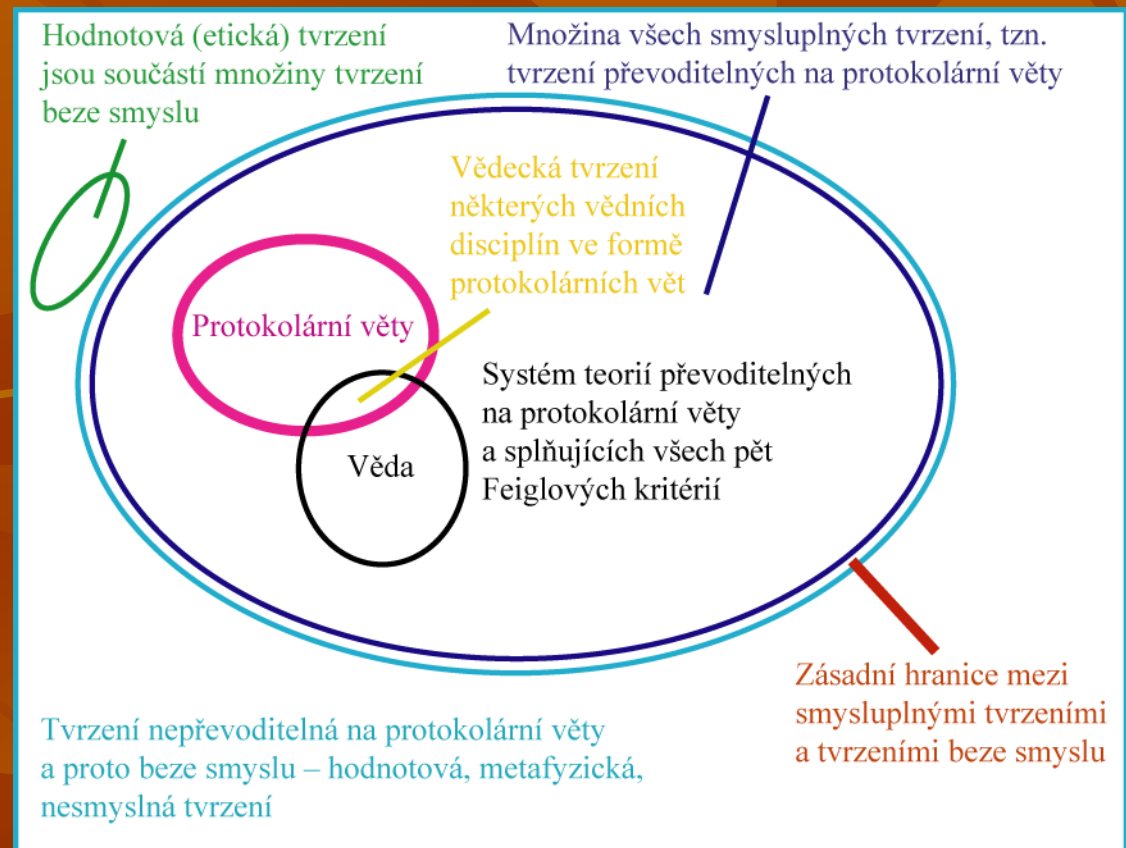 Hodnotová (etická) tvrzení
jsou součástí množiny tvrzení
beze smyslu
Množina všech smysluplných tvrzení, tzn.
tvrzení převoditelných na protokolární věty
Vědecká tvrzení
některých vědních
disciplín ve formě
protokolárních vět
Protokolární věty
Systém teorií převoditelných
na protokolární věty
a splňujících všech pět
Feiglových kritérií
Věda
Zásadní hranice mezi
smysluplnými tvrzeními
a tvrzeními beze smyslu
Tvrzení nepřevoditelná na protokolární věty
a proto beze smyslu – hodnotová, metafyzická,
nesmyslná tvrzení